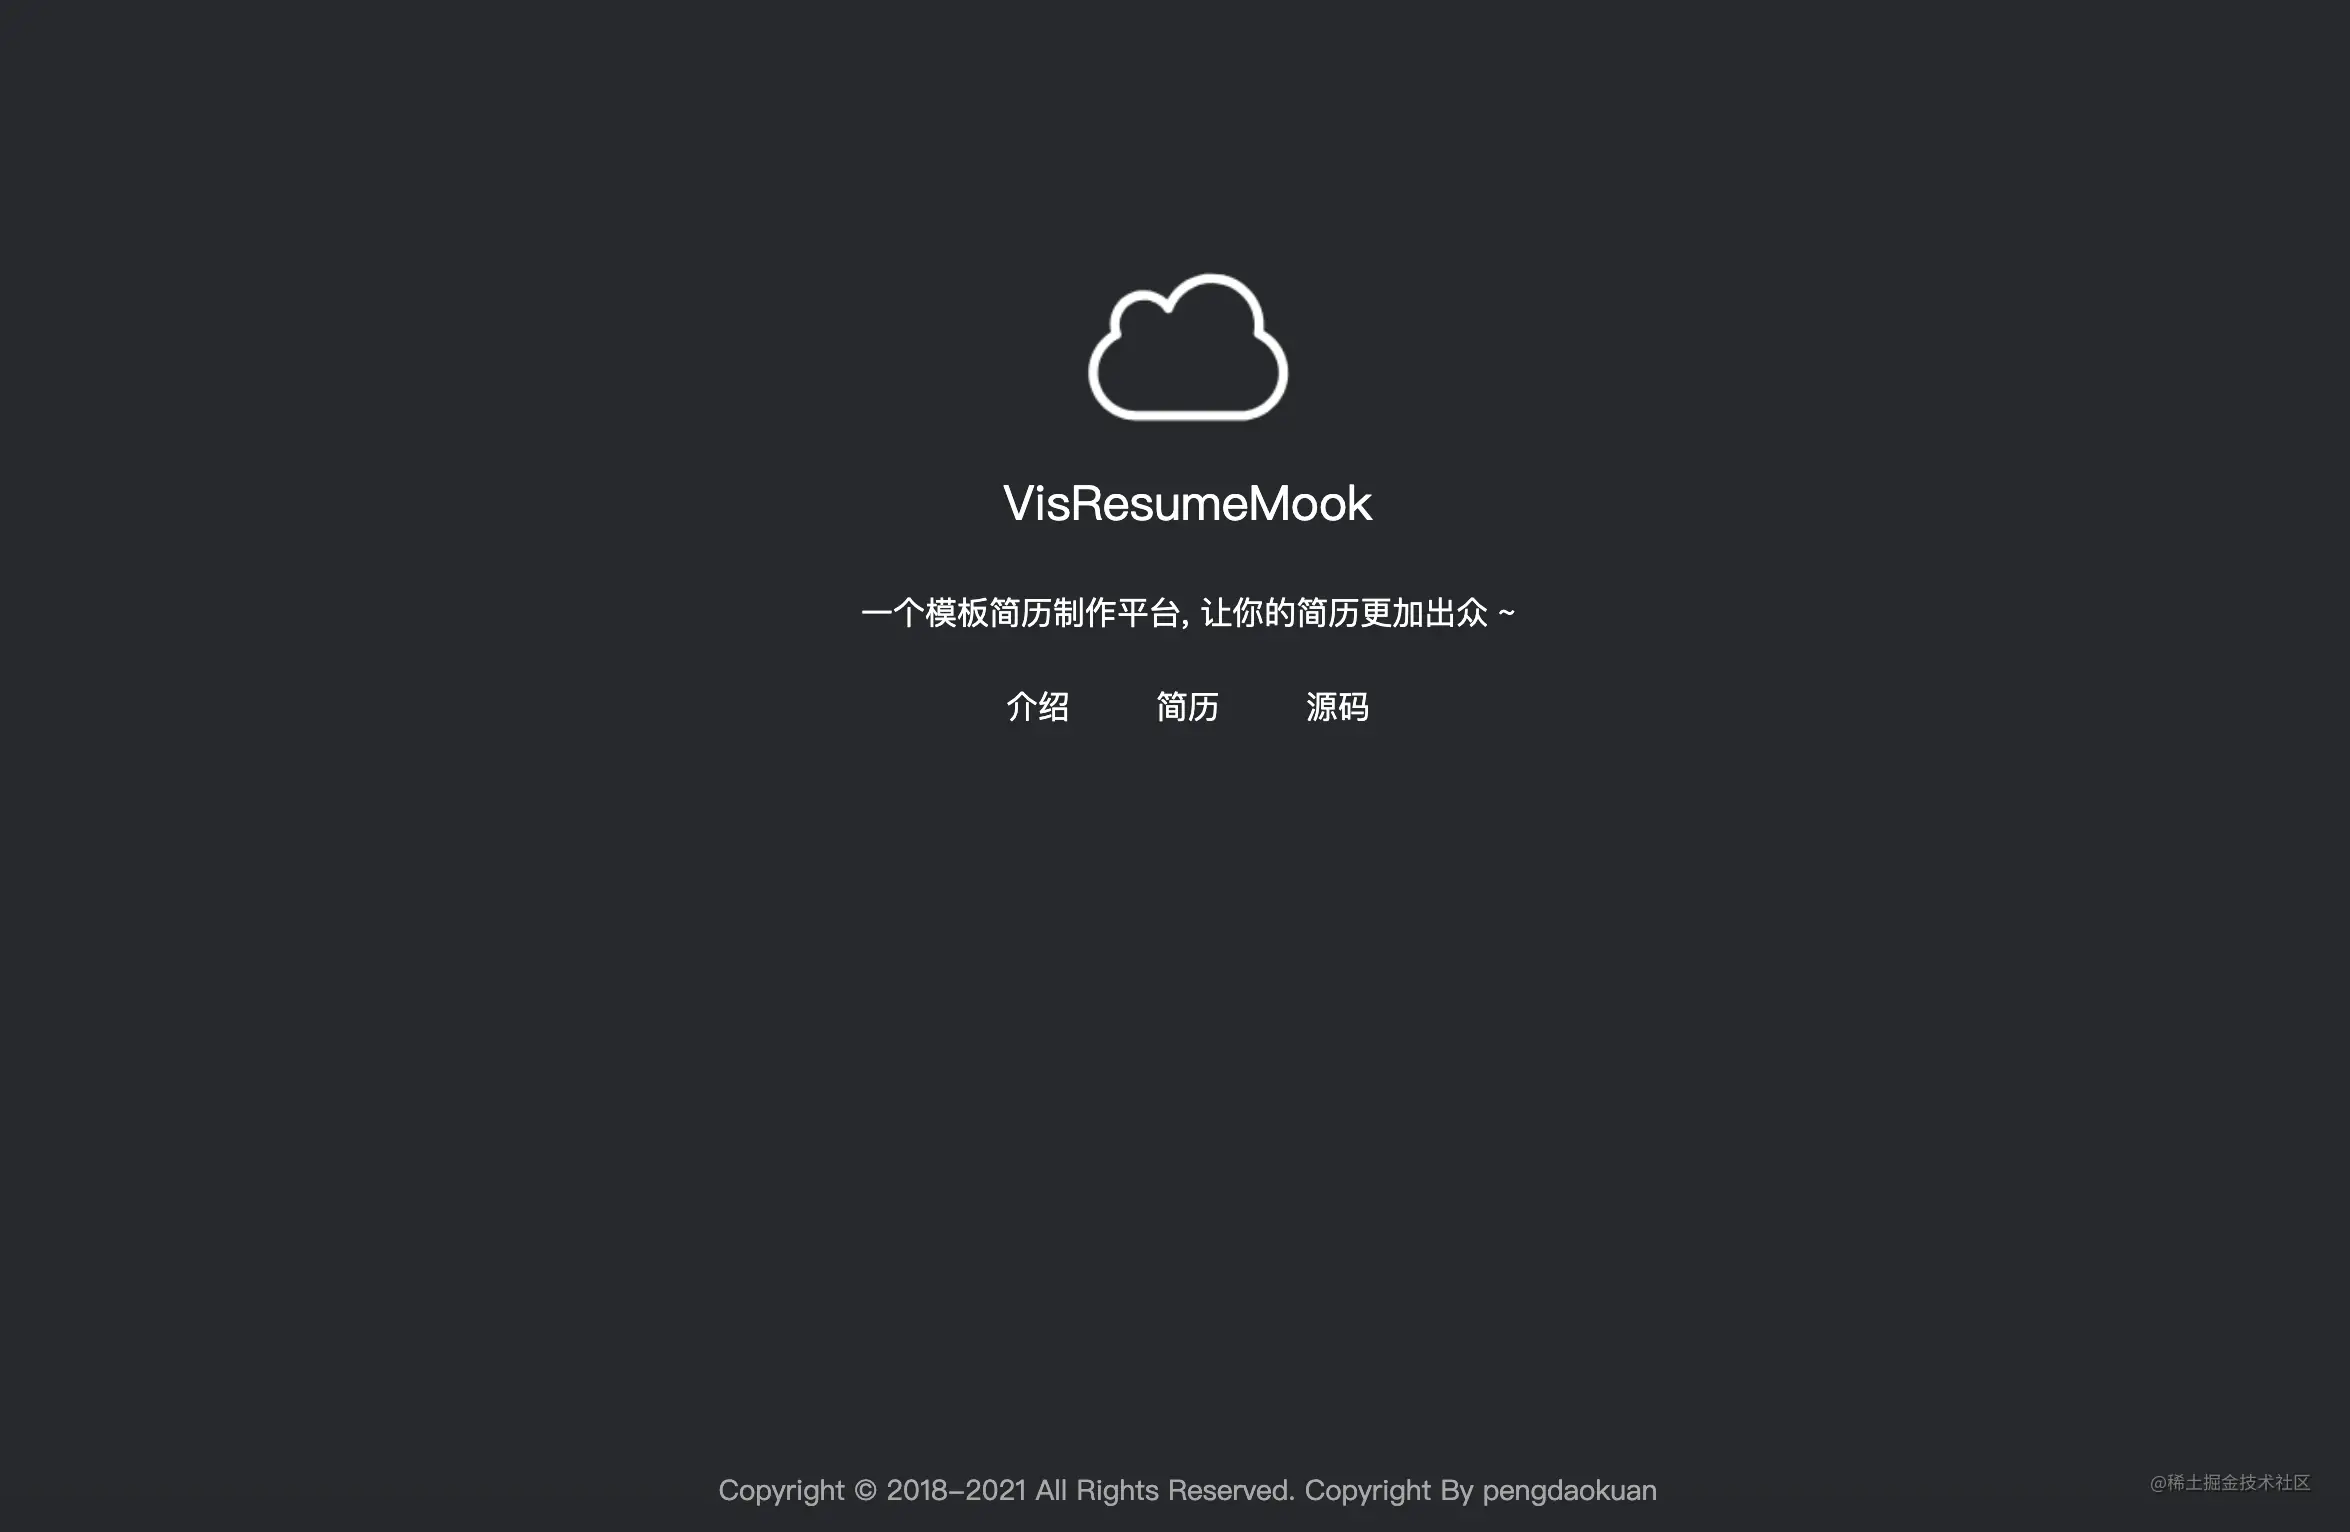 VisResumeMook
一个模板简历制作平台, 让你的简历更加出众 ~
介绍 简历 源码
Copyright © 2018-2021 All Rights Reserved. Copyright By pengdaokuan
@稀土掘金技术社区